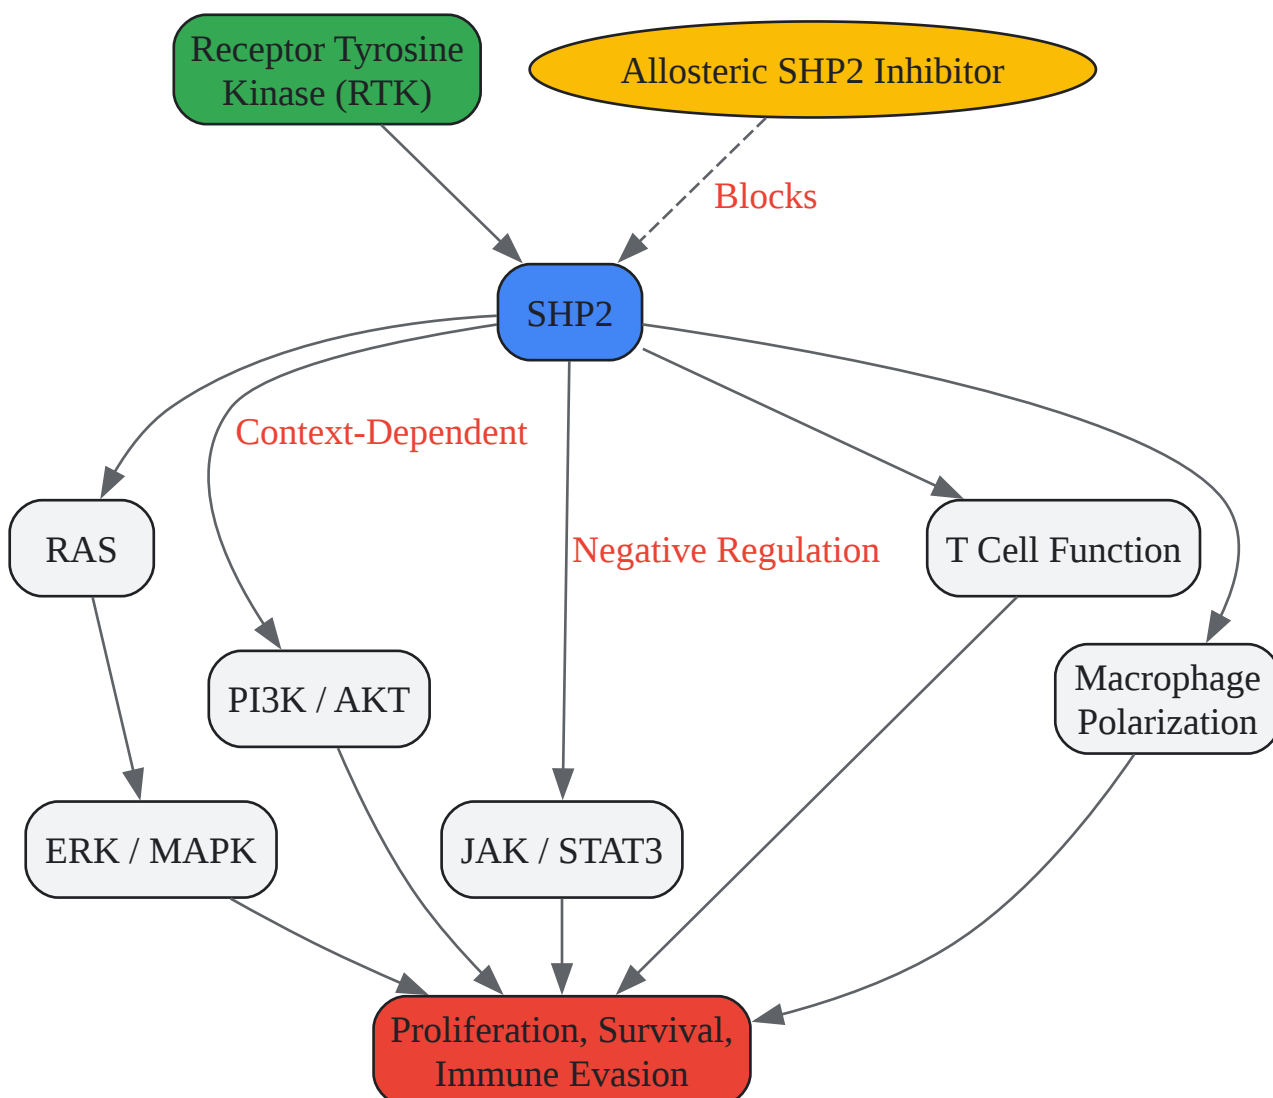 Receptor Tyrosine
Kinase (RTK)
Allosteric SHP2 Inhibitor
Blocks
SHP2
Context-Dependent
RAS
Negative Regulation
T Cell Function
PI3K / AKT
Macrophage
Polarization
ERK / MAPK
JAK / STAT3
Proliferation, Survival,
Immune Evasion